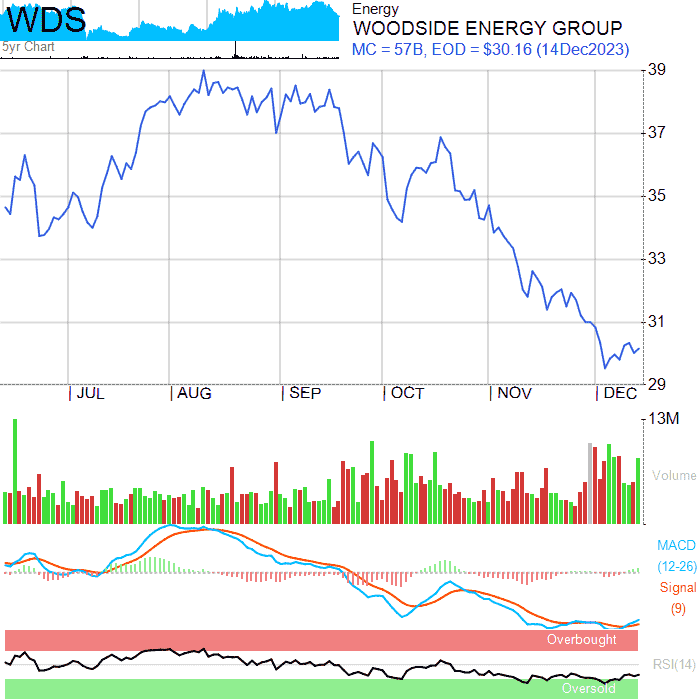 WDS
5yr Chart
Energy
WOODSIDE ENERGY GROUP
MC = 57B, EOD = $30.16 (14Dec2023)
39
37
35
33
31
29
JUL AUG SEP OCT NOV DEC
13M
Volume
MACD
(12-26)
Signal
(9)
Overbought
RSI(14)
Oversold